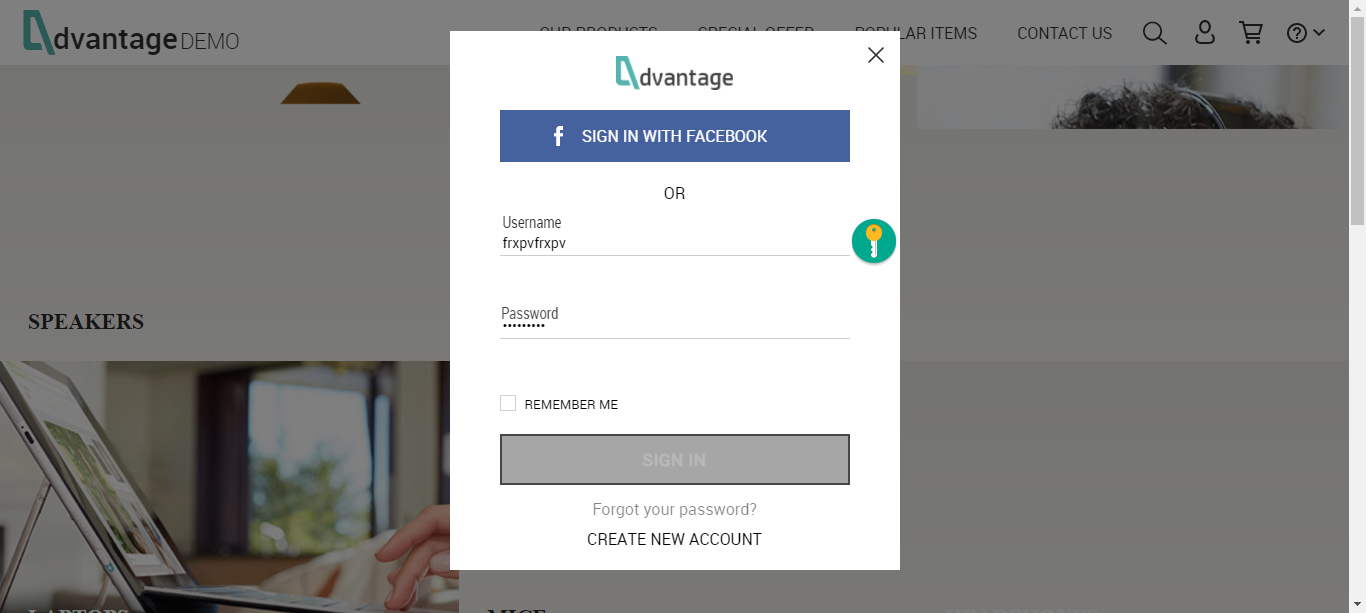 dvantage DEMO
OUR PRODUCTS SPECIAL OFFER POPULAR ITEMS CONTACT US
dvantage
SIGN IN WITH FACEBOOK
OR
Username
frxpvfrxpv
Password
•••••••••
REMEMBER ME
SIGN IN
Forgot your password?
CREATE NEW ACCOUNT
SPEAKERS
LAPTOPS
MICE
HEADPHONES